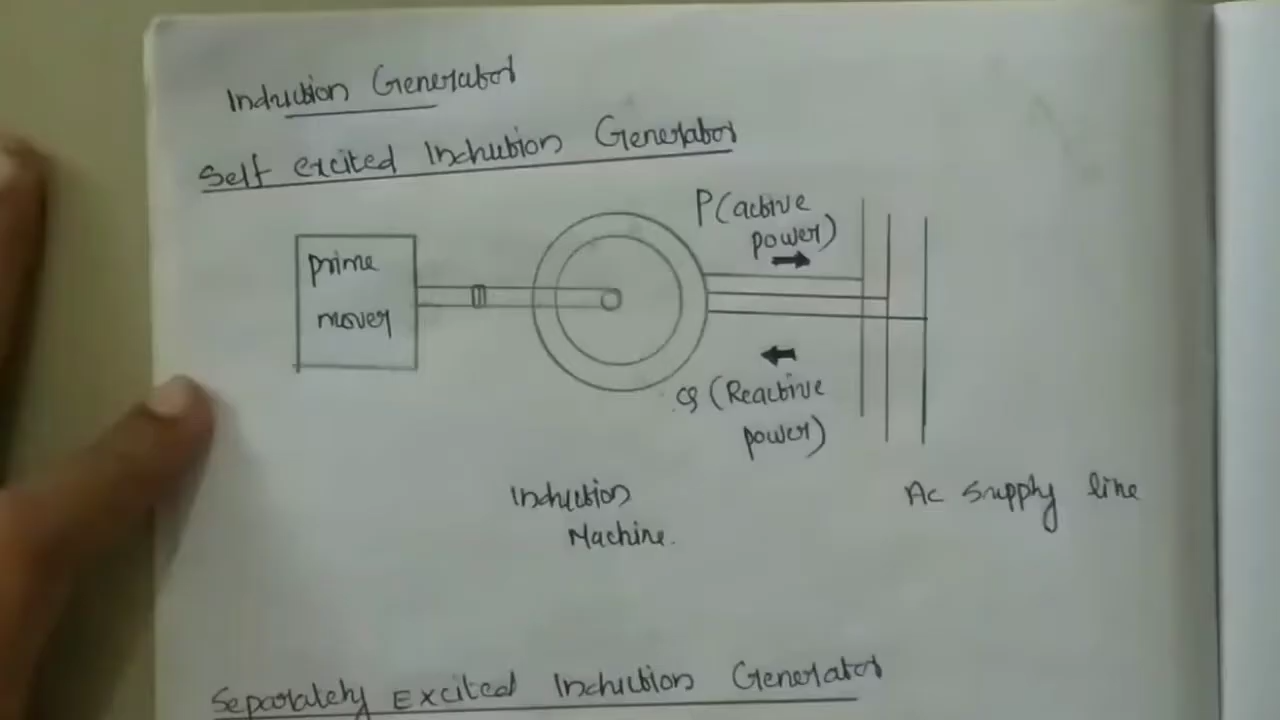 Induction Generator
Self excited Induction Generator
P (active
power)
prime
mover
Q (Reactive
power)
Induction
Machine.
Ac supply line
Separately Excited Induction Generator